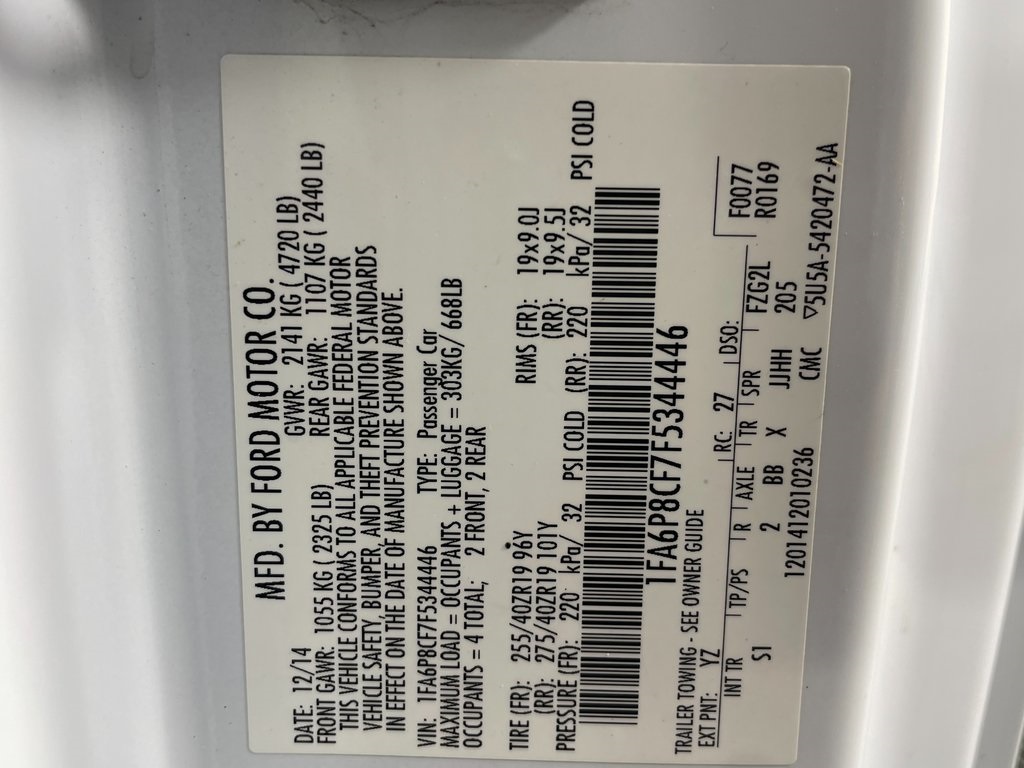 MFD. BY FORD MOTOR CO.
DATE: 12/14 GVWR: 2141 KG ( 4720 LB)
FRONT GAWR: 1055 KG ( 2325 LB) REAR GAWR: 1107 KG ( 2440 LB)
THIS VEHICLE CONFORMS TO ALL APPLICABLE FEDERAL MOTOR
VEHICLE SAFETY, BUMPER, AND THEFT PREVENTION STANDARDS
IN EFFECT ON THE DATE OF MANUFACTURE SHOWN ABOVE.
VIN: 1FA6P8CF7F5344446 TYPE: Passenger Car
MAXIMUM LOAD = OCCUPANTS + LUGGAGE = 303KG/ 668LB
OCCUPANTS = 4 TOTAL; 2 FRONT, 2 REAR
TIRE (FR): 255/40ZR19 96Y RIMS (FR): 19x9.0J
(RR): 275/40ZR19 101Y (RR): 19x9.5J
PRESSURE (FR): 220 kPa/ 32 PSI COLD (RR): 220 kPa/ 32 PSI COLD
1FA6P8CF7F5344446
TRAILER TOWING - SEE OWNER GUIDE
EXT PNT: YZ RC: 27 DSO: F0077
INT TR TP/PS R AXLE TR SPR R0169
S1 2 BB X JJHH FZG2L
1201412010236 CMC 205
▽5U5A-5420472-AA